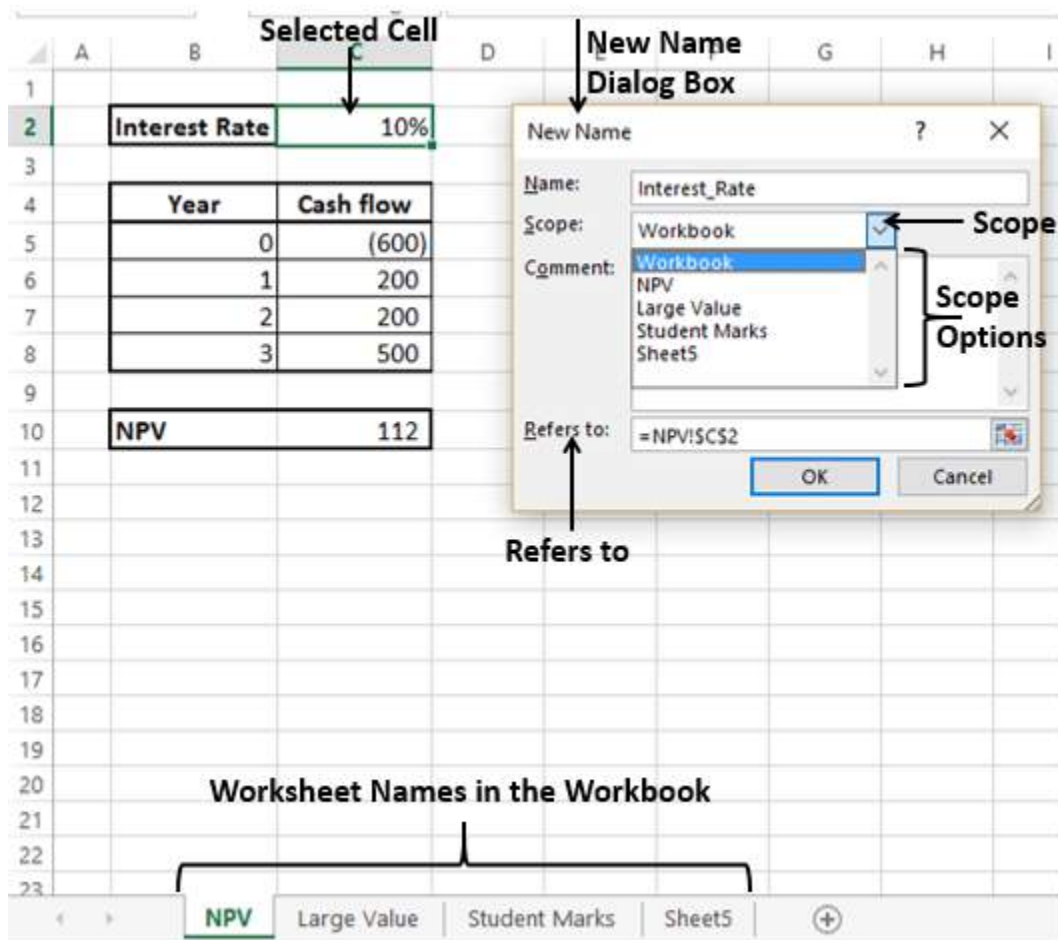 Selected Cell
New Name
Dialog Box
A B C D E F G H I
1
2 Interest Rate 10%
3
4 Year Cash flow
5 0 (600)
6 1 200
7 2 200
8 3 500
9
10 NPV 112
11
12
13
14
15
16
17
18
19
20
21
22
23
New Name ? ×
Name: Interest_Rate
Scope: Workbook
Scope
Comment:
Workbook
NPV
Large Value
Student Marks
Sheet5
Scope
Options
Refers to: =NPV!$C$2
OK Cancel
Refers to
Worksheet Names in the Workbook
NPV Large Value Student Marks Sheet5